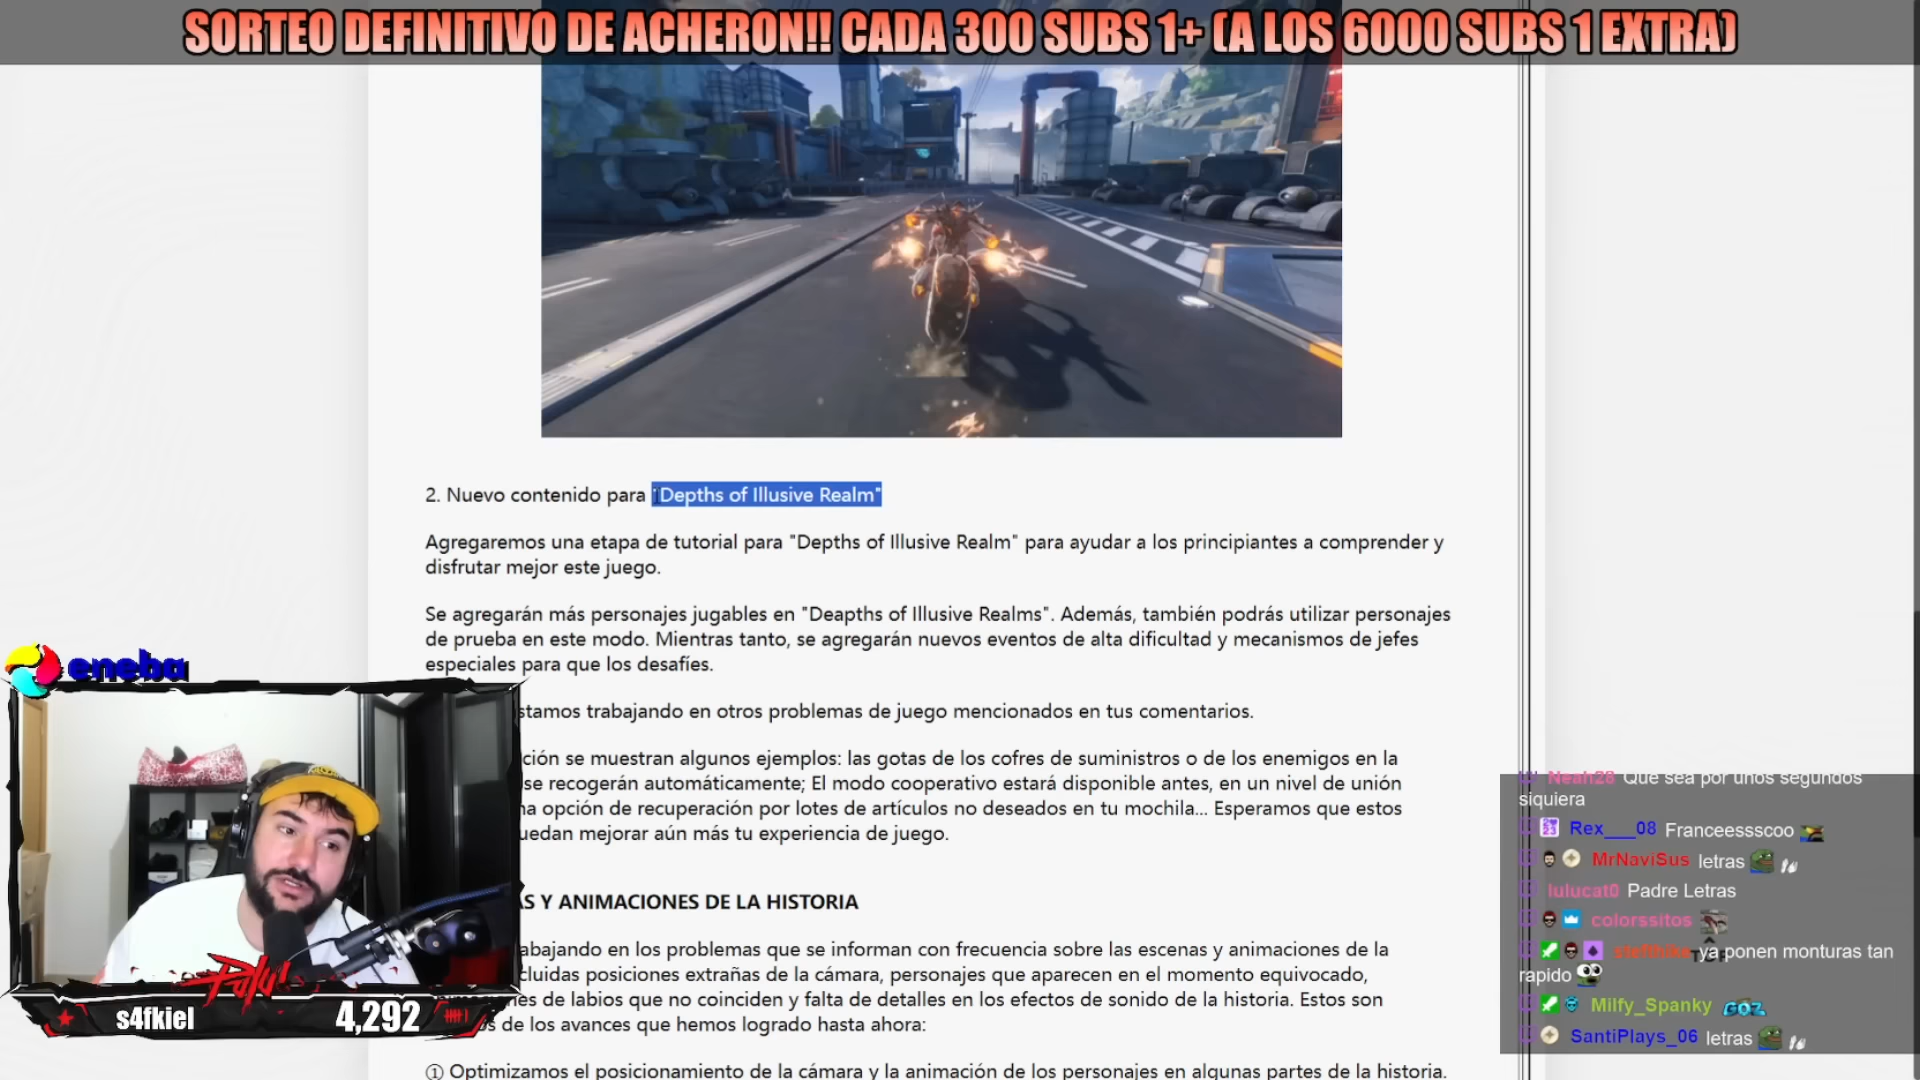 SORTEO DEFINITIVO DE ACHERON!! CADA 300 SUBS 1+ (A LOS 6000 SUBS 1 EXTRA)
2. Nuevo contenido para "Depths of Illusive Realm"
Agregaremos una etapa de tutorial para "Depths of Illusive Realm" para ayudar a los principiantes a comprender y
disfrutar mejor este juego.
Se agregarán más personajes jugables en "Deapths of Illusive Realms". Además, también podrás utilizar personajes
de prueba en este modo. Mientras tanto, se agregarán nuevos eventos de alta dificultad y mecanismos de jefes
especiales para que los desafíes.
stamos trabajando en otros problemas de juego mencionados en tus comentarios.
ción se muestran algunos ejemplos: las gotas de los cofres de suministros o de los enemigos en la
se recogerán automáticamente; El modo cooperativo estará disponible antes, en un nivel de unión
na opción de recuperación por lotes de artículos no deseados en tu mochila... Esperamos que estos
uedan mejorar aún más tu experiencia de juego.
AS Y ANIMACIONES DE LA HISTORIA
abajando en los problemas que se informan con frecuencia sobre las escenas y animaciones de la
cluidas posiciones extrañas de la cámara, personajes que aparecen en el momento equivocado,
nes de labios que no coinciden y falta de detalles en los efectos de sonido de la historia. Estos son
s de los avances que hemos logrado hasta ahora:
① Optimizamos el posicionamiento de la cámara y la animación de los personajes en algunas partes de la historia.
eneba
s4fkiel
4,292
Neah28 Que sea por unos segundos
siquiera
Rex___08 Franceessscoo
MrNaviSus letras
lulucat0 Padre Letras
colorssitos
stefthike ya ponen monturas tan
rapido
Milfy_Spanky GOZ
SantiPlays_06 letras